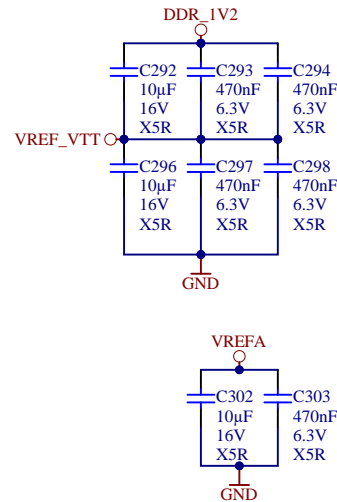 DDR_1V2
C292 C293 C294
10µF 470nF 470nF
16V 6.3V 6.3V
X5R X5R X5R
VREF_VTT
C296 C297 C298
10µF 470nF 470nF
16V 6.3V 6.3V
X5R X5R X5R
GND
VREFA
C302 C303
10µF 470nF
16V 6.3V
X5R X5R
GND